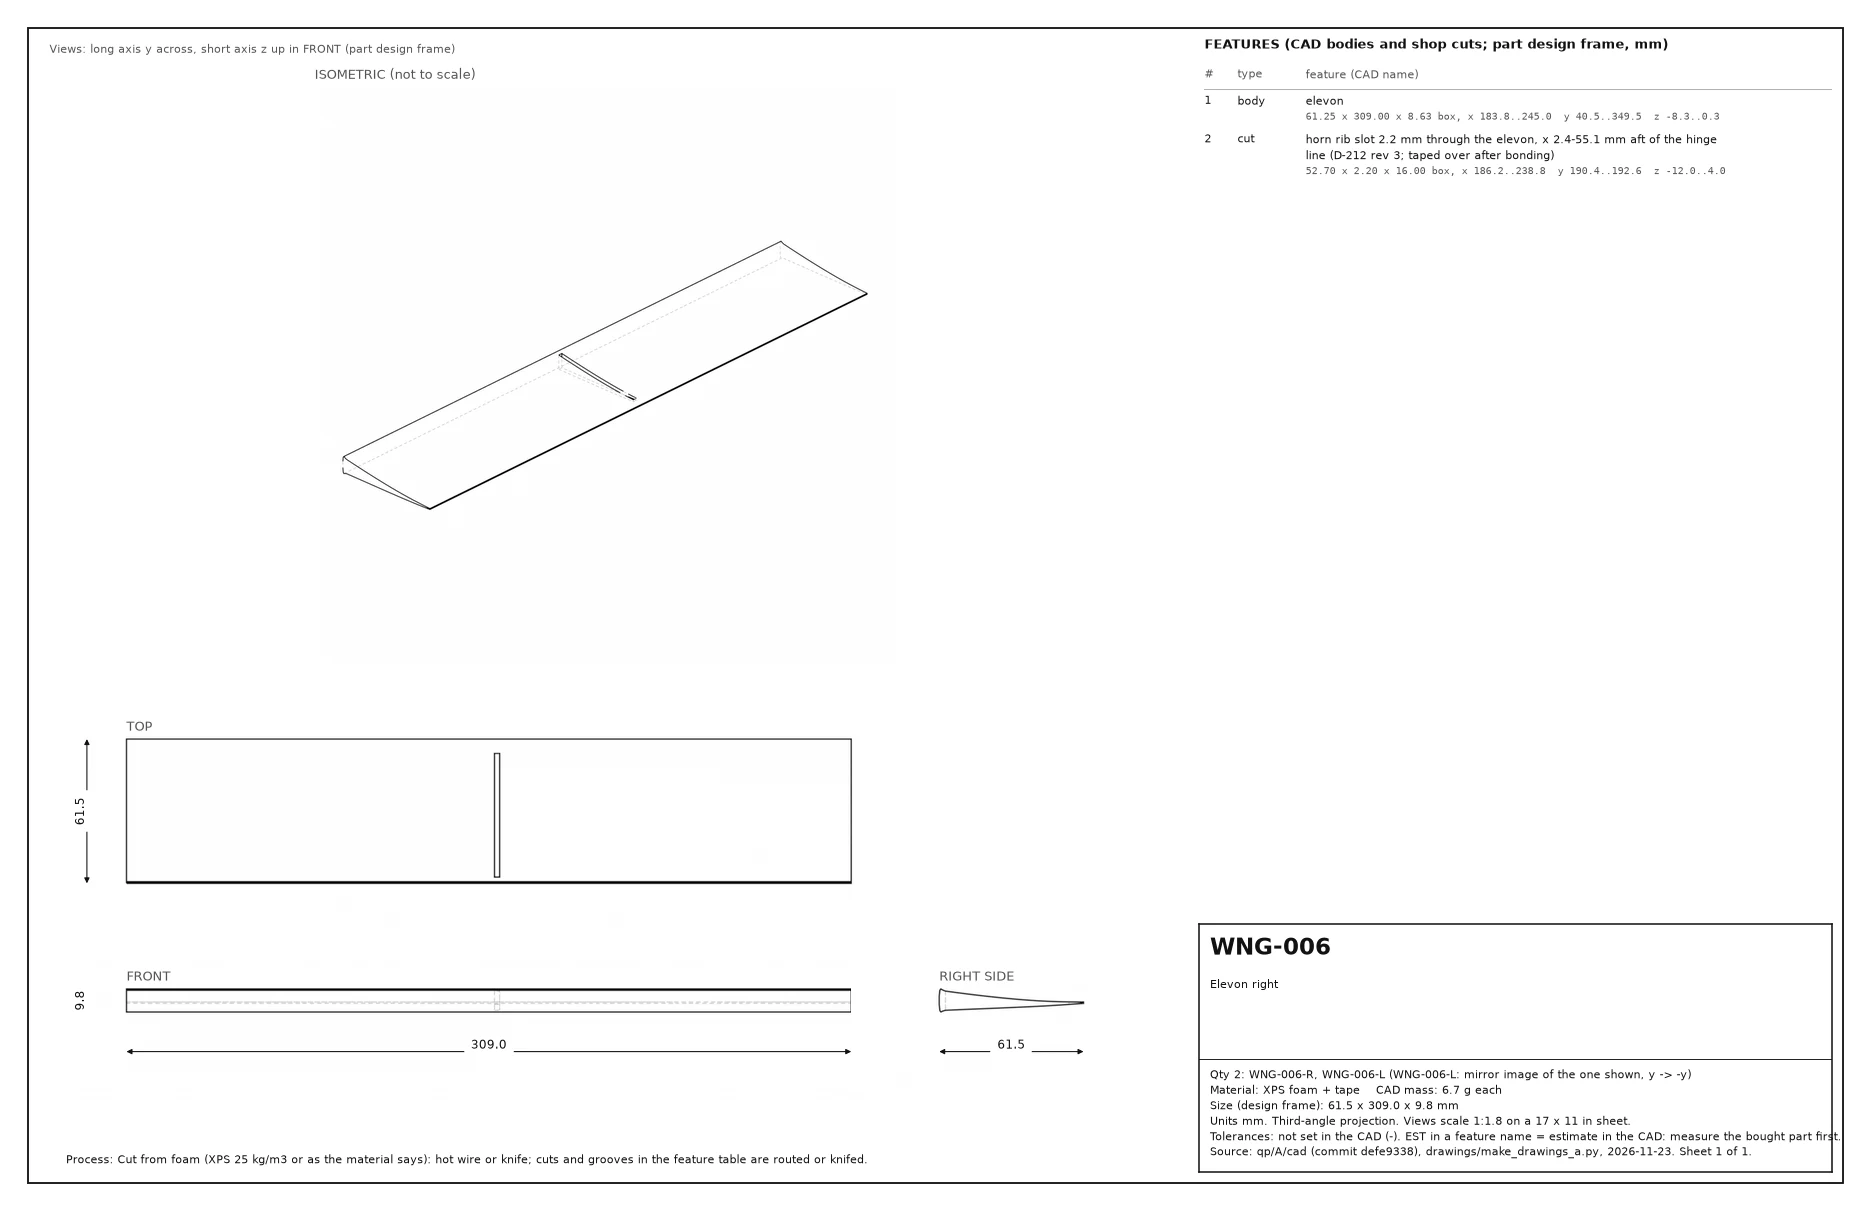 Views: long axis y across, short axis z up in FRONT (part design frame)
ISOMETRIC (not to scale)
FEATURES (CAD bodies and shop cuts; part design frame, mm)
# type feature (CAD name)
1 body elevon
61.25 x 309.00 x 8.63 box, x 183.8..245.0 y 40.5..349.5 z -8.3..0.3
2 cut horn rib slot 2.2 mm through the elevon, x 2.4-55.1 mm aft of the hinge
line (D-212 rev 3; taped over after bonding)
52.70 x 2.20 x 16.00 box, x 186.2..238.8 y 190.4..192.6 z -12.0..4.0
TOP
61.5
FRONT
9.8
309.0
RIGHT SIDE
61.5
WNG-006
Elevon right
Qty 2: WNG-006-R, WNG-006-L (WNG-006-L: mirror image of the one shown, y -> -y)
Material: XPS foam + tape CAD mass: 6.7 g each
Size (design frame): 61.5 x 309.0 x 9.8 mm
Units mm. Third-angle projection. Views scale 1:1.8 on a 17 x 11 in sheet.
Tolerances: not set in the CAD (-). EST in a feature name = estimate in the CAD: measure the bought part first.
Source: qp/A/cad (commit defe9338), drawings/make_drawings_a.py, 2026-11-23. Sheet 1 of 1.
Process: Cut from foam (XPS 25 kg/m3 or as the material says): hot wire or knife; cuts and grooves in the feature table are routed or knifed.